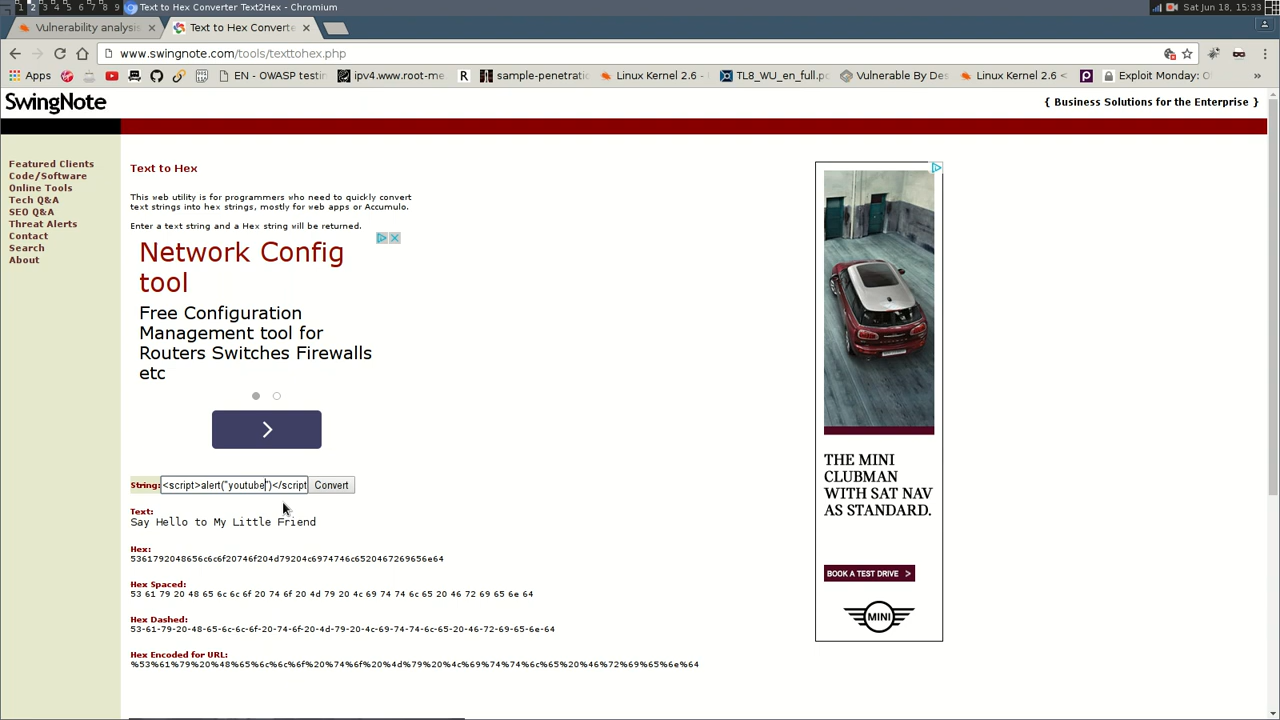 1 2 3 4 5 6 7 8 9 Text to Hex Converter Text2Hex - Chromium Sat Jun 18, 15:33
Vulnerability analysis Text to Hex Converte
www.swingnote.com/tools/texttohex.php
Apps EN - OWASP testin ipv4.www.root-me R sample-penetratio Linux Kernel 2.6 - TL8_WU_en_full.pd Vulnerable By Des Linux Kernel 2.6 < Exploit Monday: O »
SwingNote
{ Business Solutions for the Enterprise }
Featured Clients
Code/Software
Online Tools
Tech Q&A
SEO Q&A
Threat Alerts
Contact
Search
About
Text to Hex
This web utility is for programmers who need to quickly convert
text strings into hex strings, mostly for web apps or Accumulo.
Enter a text string and a Hex string will be returned.
Network Config
tool
Free Configuration
Management tool for
Routers Switches Firewalls
etc
String: <script>alert("youtube")</script Convert
Text:
Say Hello to My Little Friend
Hex:
5361792048656c6c6f20746f204d79204c6974746c6520467269656e64
Hex Spaced:
53 61 79 20 48 65 6c 6c 6f 20 74 6f 20 4d 79 20 4c 69 74 74 6c 65 20 46 72 69 65 6e 64
Hex Dashed:
53-61-79-20-48-65-6c-6c-6f-20-74-6f-20-4d-79-20-4c-69-74-74-6c-65-20-46-72-69-65-6e-64
Hex Encoded for URL:
%53%61%79%20%48%65%6c%6c%6f%20%74%6f%20%4d%79%20%4c%69%74%74%6c%65%20%46%72%69%65%6e%64
THE MINI
CLUBMAN
WITH SAT NAV
AS STANDARD.
BOOK A TEST DRIVE >
MINI